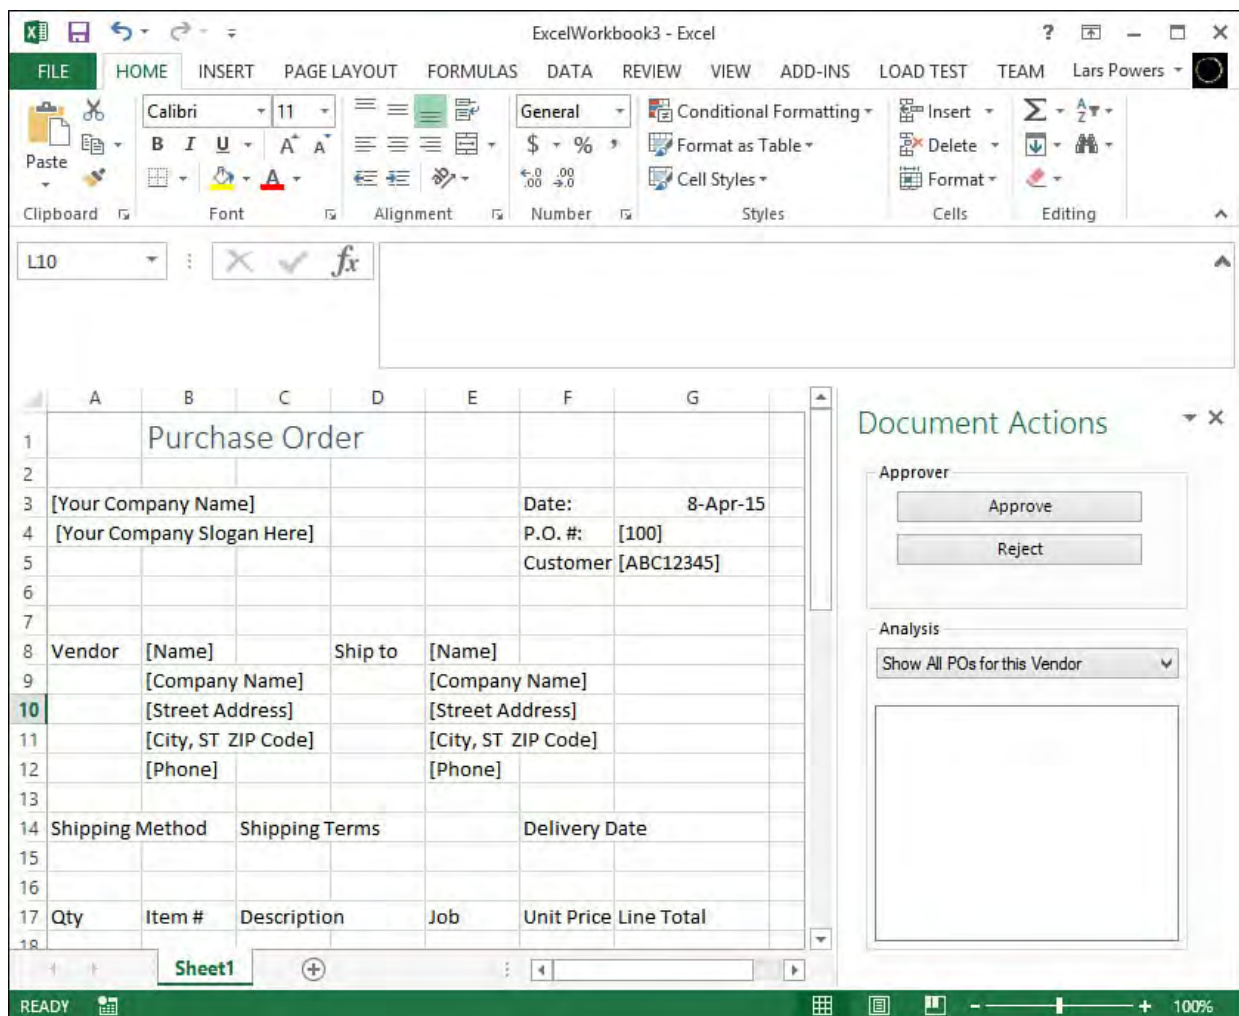 ExcelWorkbook3 - Excel
FILE HOME INSERT PAGE LAYOUT FORMULAS DATA REVIEW VIEW ADD-INS LOAD TEST TEAM Lars Powers
Calibri 11 General Conditional Formatting Insert
Paste B I U A A $ % , Format as Table Delete
A Cell Styles Format
Clipboard Font Alignment Number Styles Cells Editing
L10 fx
A B C D E F G
1 Purchase Order
2
3 [Your Company Name] Date: 8-Apr-15
4 [Your Company Slogan Here] P.O. #: [100]
5 Customer [ABC12345]
6
7
8 Vendor [Name] Ship to [Name]
9 [Company Name] [Company Name]
10 [Street Address] [Street Address]
11 [City, ST ZIP Code] [City, ST ZIP Code]
12 [Phone] [Phone]
13
14 Shipping Method Shipping Terms Delivery Date
15
16
17 Qty Item # Description Job Unit Price Line Total
18
Document Actions
Approver
Approve
Reject
Analysis
Show All POs for this Vendor
Sheet1
READY 100%